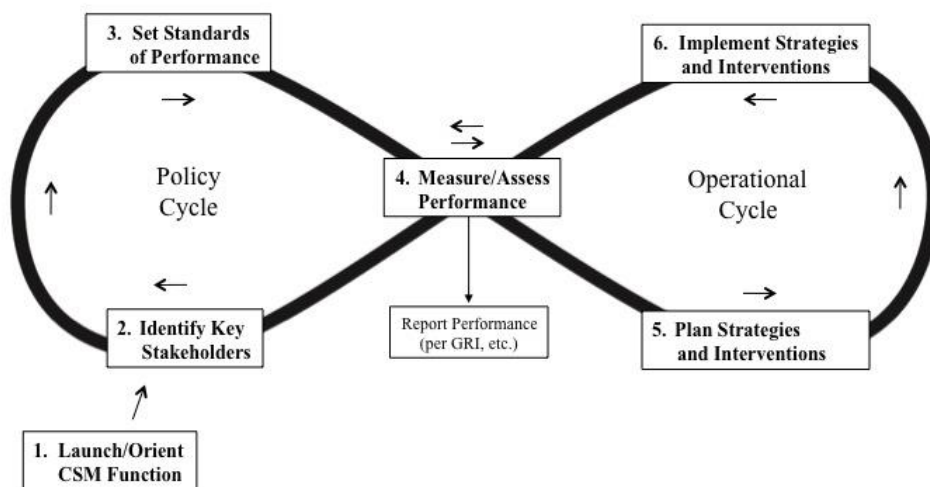 3. Set Standards
of Performance
6. Implement Strategies
and Interventions
Policy
Cycle
4. Measure/Assess
Performance
Operational
Cycle
2. Identify Key
Stakeholders
Report Performance
(per GRI, etc.)
5. Plan Strategies
and Interventions
1. Launch/Orient
CSM Function